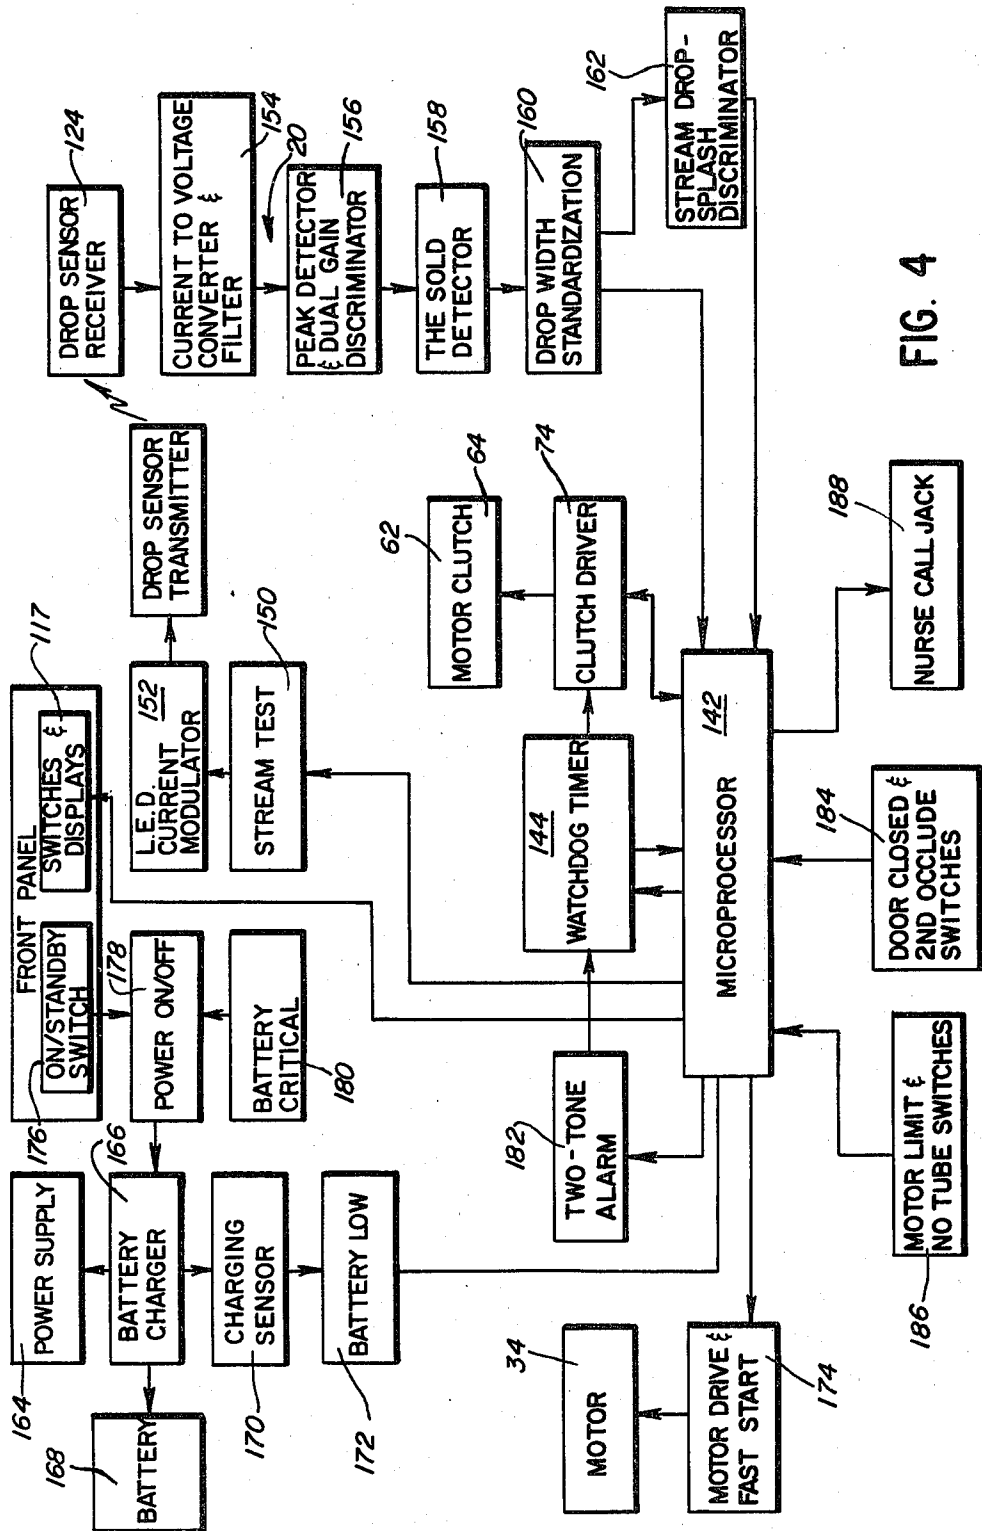 FRONT PANEL
176
ON/STANDBY
SWITCH
SWITCHES &
DISPLAYS
117
164
POWER SUPPLY
166
BATTERY
CHARGER
168
BATTERY
170
CHARGING
SENSOR
172
BATTERY LOW
178
POWER ON/OFF
BATTERY
CRITICAL
180
L.E.D.
CURRENT
MODULATOR
152
STREAM TEST
150
DROP SENSOR
TRANSMITTER
DROP SENSOR
RECEIVER
124
CURRENT TO VOLTAGE
CONVERTER &
FILTER
154
20
PEAK DETECTOR
& DUAL GAIN
DISCRIMINATOR
156
THE SOLD
DETECTOR
158
DROP WIDTH
STANDARDIZATION
160
STREAM DROP-
SPLASH
DISCRIMINATOR
162
62
MOTOR CLUTCH
64
CLUTCH DRIVER
74
WATCHDOG TIMER
144
182
TWO-TONE
ALARM
34
MOTOR
MOTOR DRIVE &
FAST START
174
MICROPROCESSOR
142
MOTOR LIMIT &
NO TUBE SWITCHES
186
DOOR CLOSED &
2ND OCCLUDE
SWITCHES
184
NURSE CALL JACK
188
FIG. 4